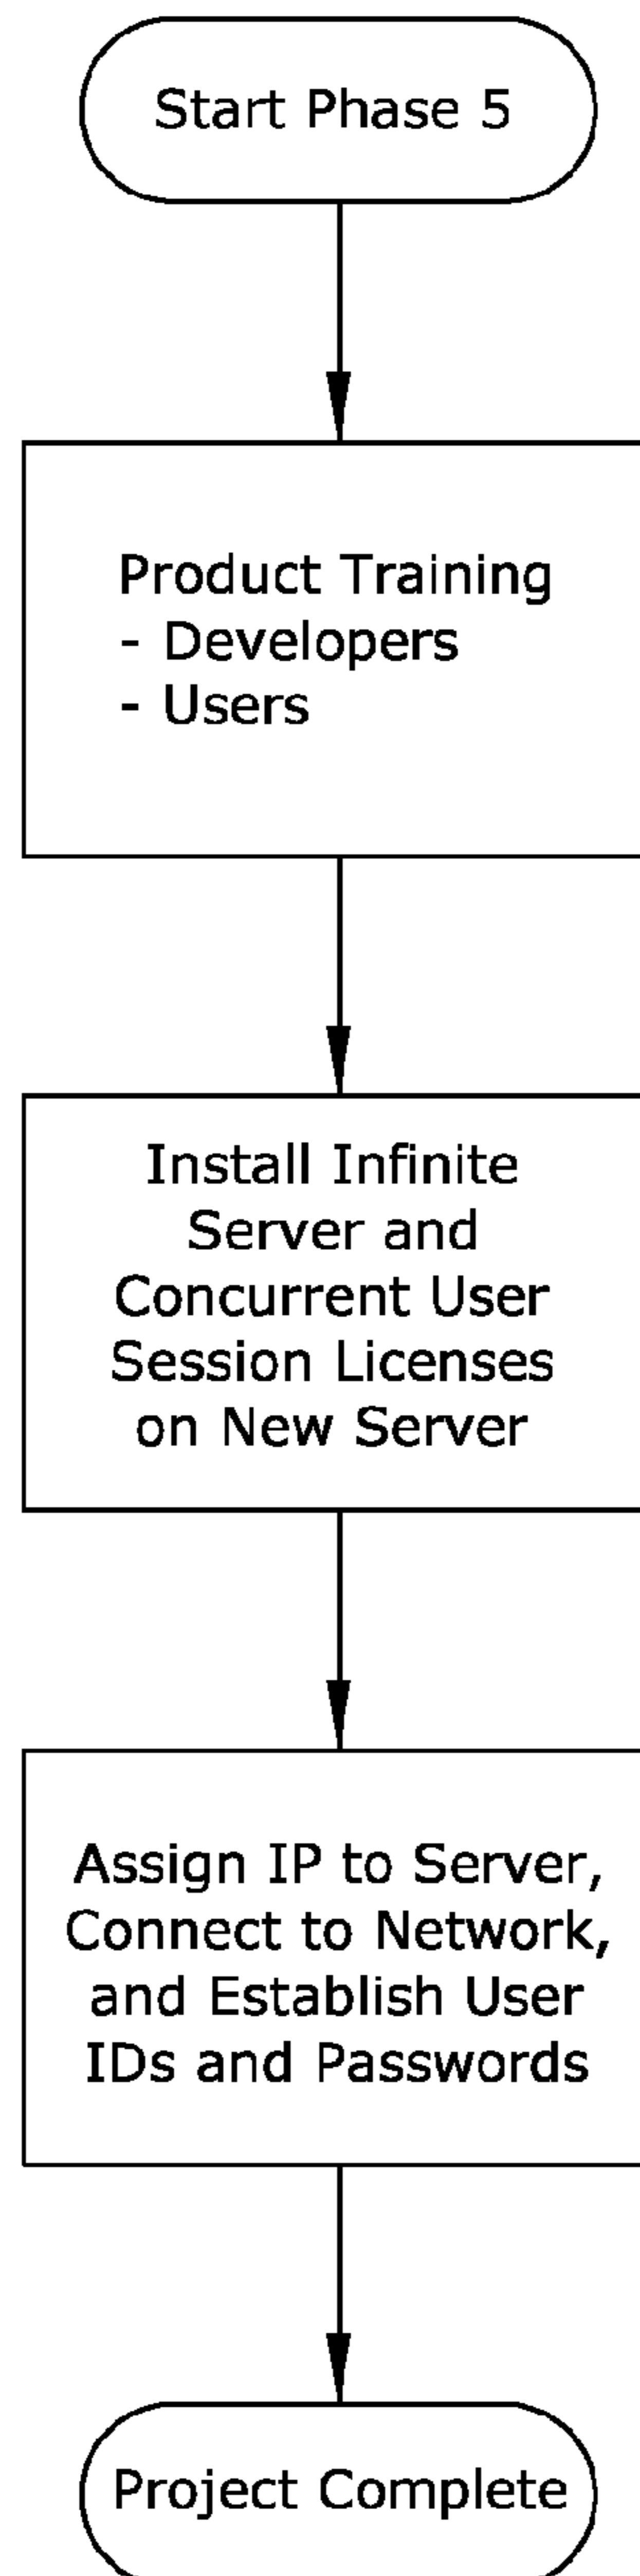 Start Phase 5
Product Training
- Developers
- Users
Install Infinite
Server and
Concurrent User
Session Licenses
on New Server
Assign IP to Server,
Connect to Network,
and Establish User
IDs and Passwords
Project Complete